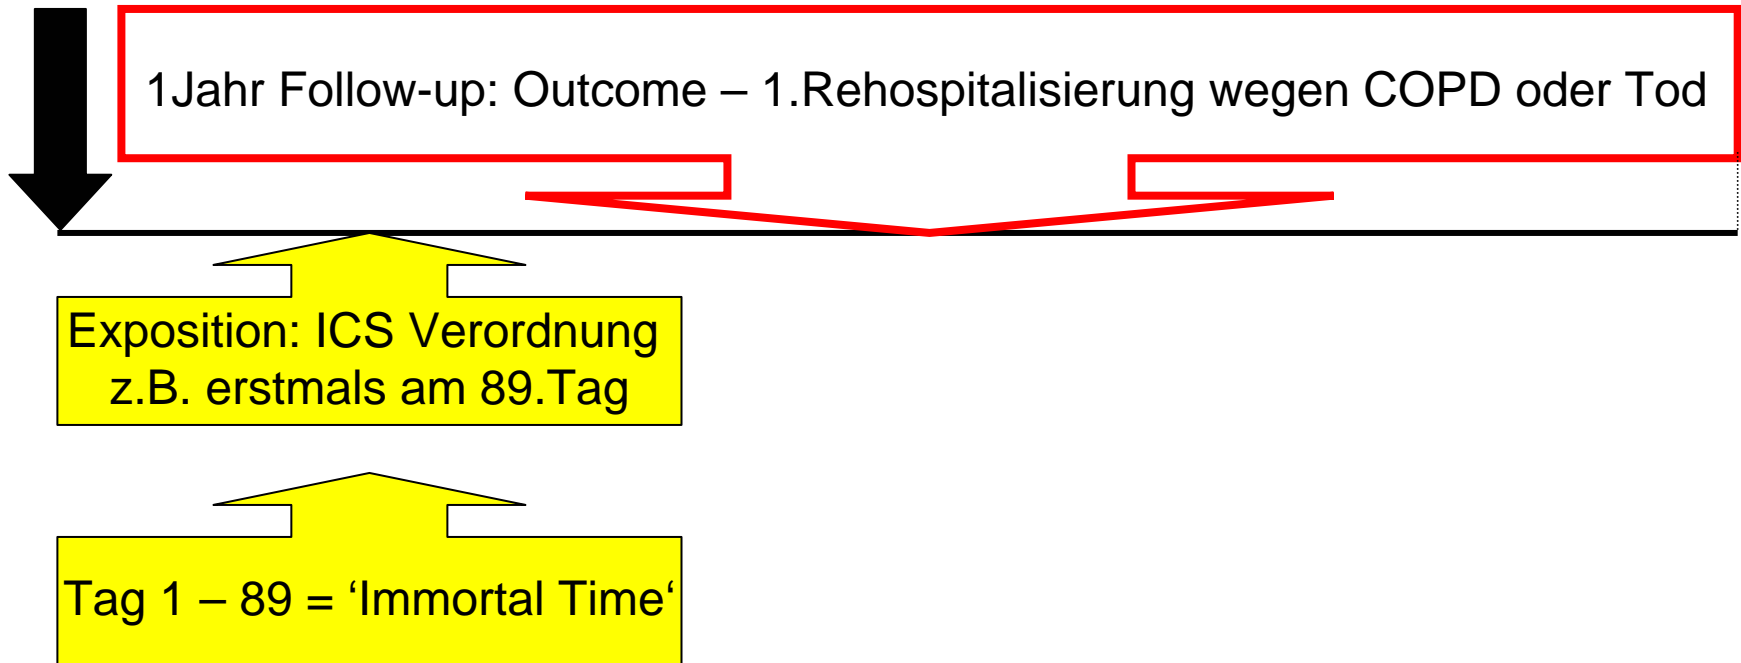 1Jahr Follow-up: Outcome – 1.Rehospitalisierung wegen COPD oder Tod
Exposition: ICS Verordnung
z.B. erstmals am 89.Tag
Tag 1 – 89 = ‘Immortal Time‘